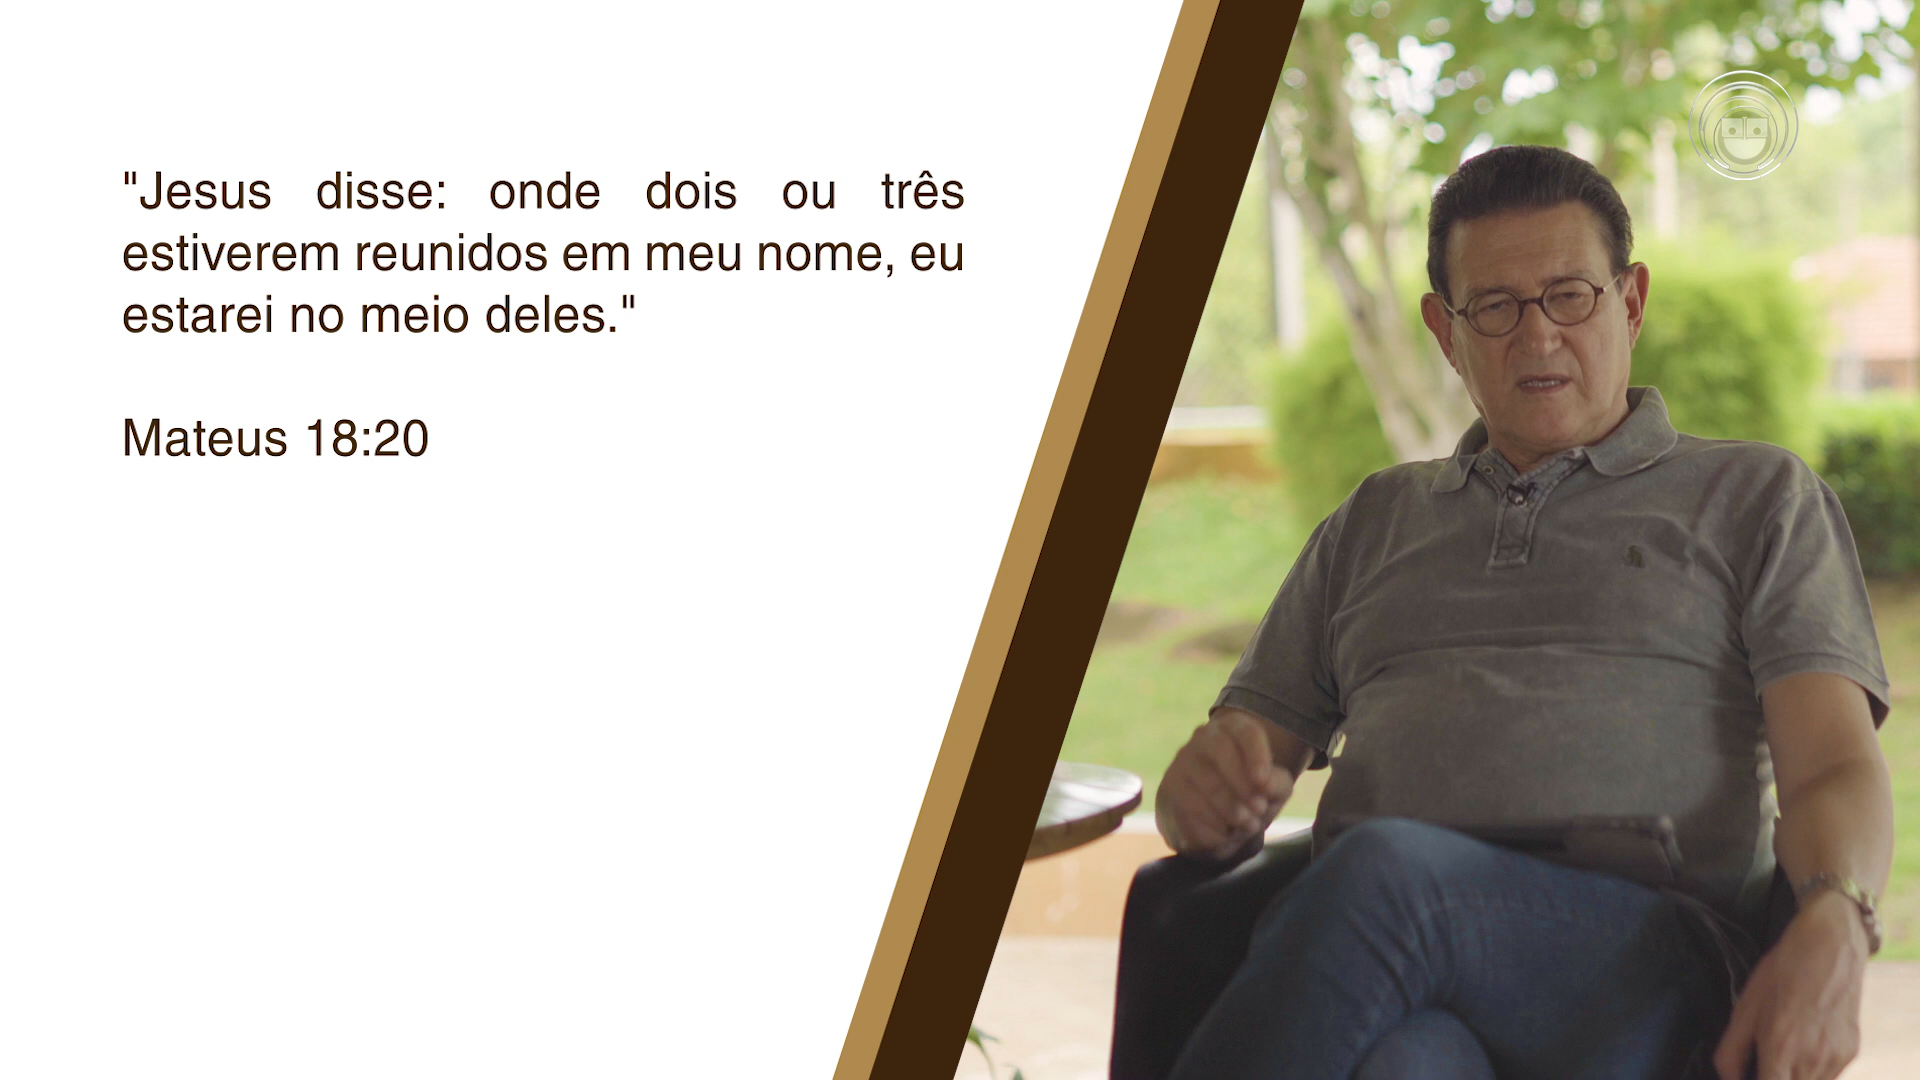 "Jesus disse: onde dois ou três
estiverem reunidos em meu nome, eu
estarei no meio deles."
Mateus 18:20